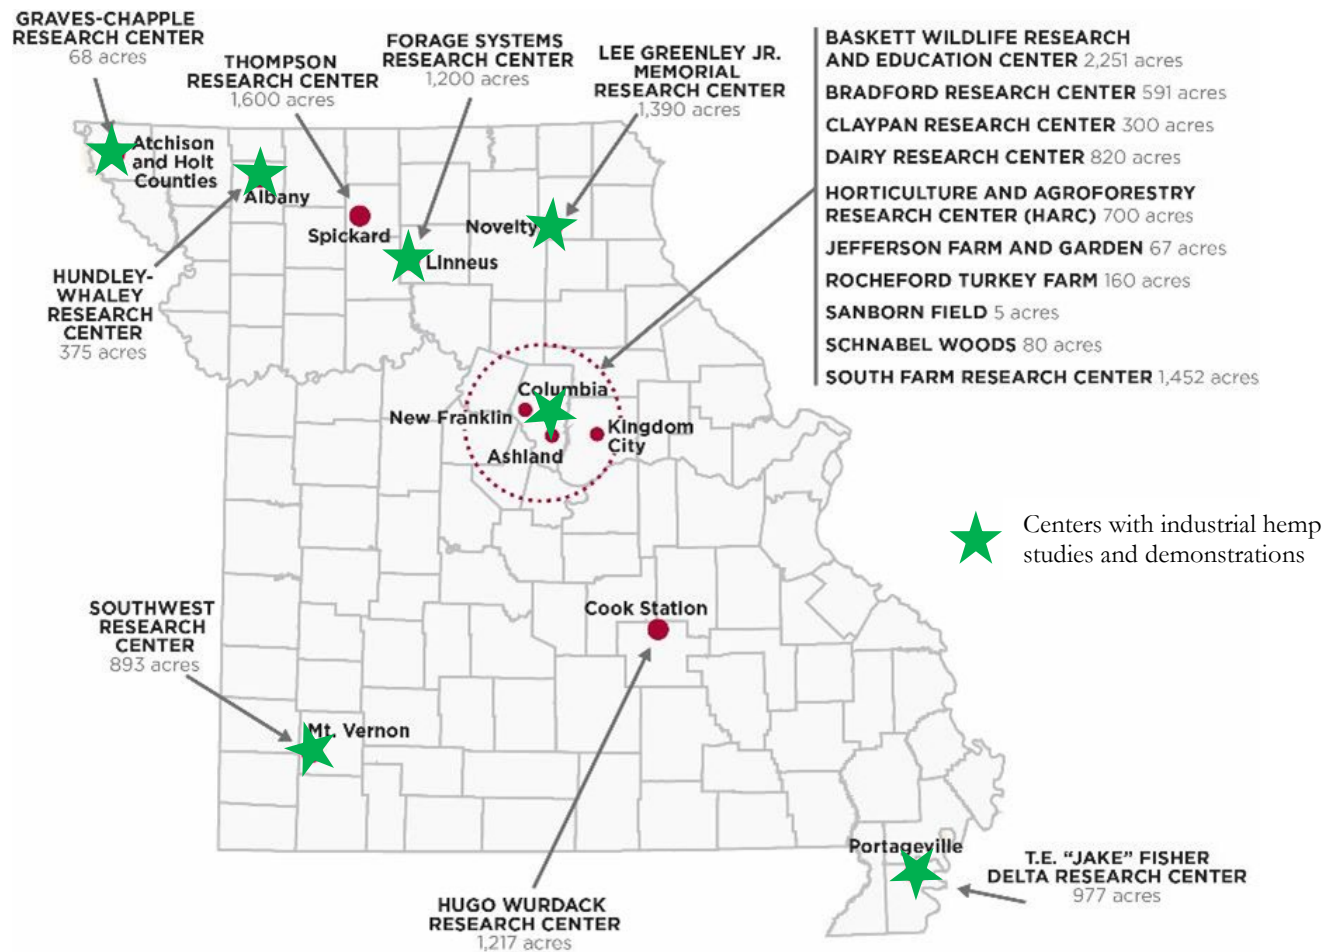 GRAVES-CHAPPLE
RESEARCH CENTER
68 acres
THOMPSON
RESEARCH CENTER
1,600 acres
FORAGE SYSTEMS
RESEARCH CENTER
1,200 acres
LEE GREENLEY JR.
MEMORIAL
RESEARCH CENTER
1,390 acres
BASKETT WILDLIFE RESEARCH
AND EDUCATION CENTER 2,251 acres
BRADFORD RESEARCH CENTER 591 acres
CLAYPAN RESEARCH CENTER 300 acres
DAIRY RESEARCH CENTER 820 acres
HORTICULTURE AND AGROFORESTRY
RESEARCH CENTER (HARC) 700 acres
JEFFERSON FARM AND GARDEN 67 acres
ROCHEFORD TURKEY FARM 160 acres
SANBORN FIELD 5 acres
SCHNABEL WOODS 80 acres
SOUTH FARM RESEARCH CENTER 1,452 acres
Atchison
and Holt
Counties
Albany
Spickard
Linneus
Novelty
HUNDLEY-
WHALEY
RESEARCH
CENTER
375 acres
Columbia
New Franklin
Ashland
Kingdom
City
Centers with industrial hemp
studies and demonstrations
SOUTHWEST
RESEARCH
CENTER
893 acres
Cook Station
Mt. Vernon
Portageville
T.E. “JAKE” FISHER
DELTA RESEARCH CENTER
977 acres
HUGO WURDACK
RESEARCH CENTER
1,217 acres